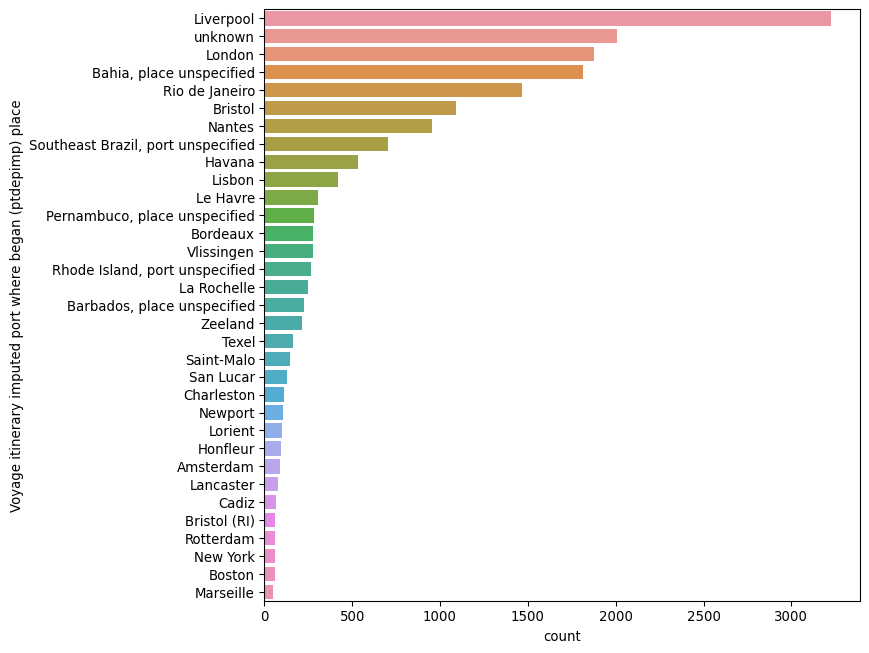 Voyage itinerary imputed port where began (ptdepimp) place
Liverpool
unknown
London
Bahia, place unspecified
Rio de Janeiro
Bristol
Nantes
Southeast Brazil, port unspecified
Havana
Lisbon
Le Havre
Pernambuco, place unspecified
Bordeaux
Vlissingen
Rhode Island, port unspecified
La Rochelle
Barbados, place unspecified
Zeeland
Texel
Saint-Malo
San Lucar
Charleston
Newport
Lorient
Honfleur
Amsterdam
Lancaster
Cadiz
Bristol (RI)
Rotterdam
New York
Boston
Marseille
0 500 1000 1500 2000 2500 3000
count